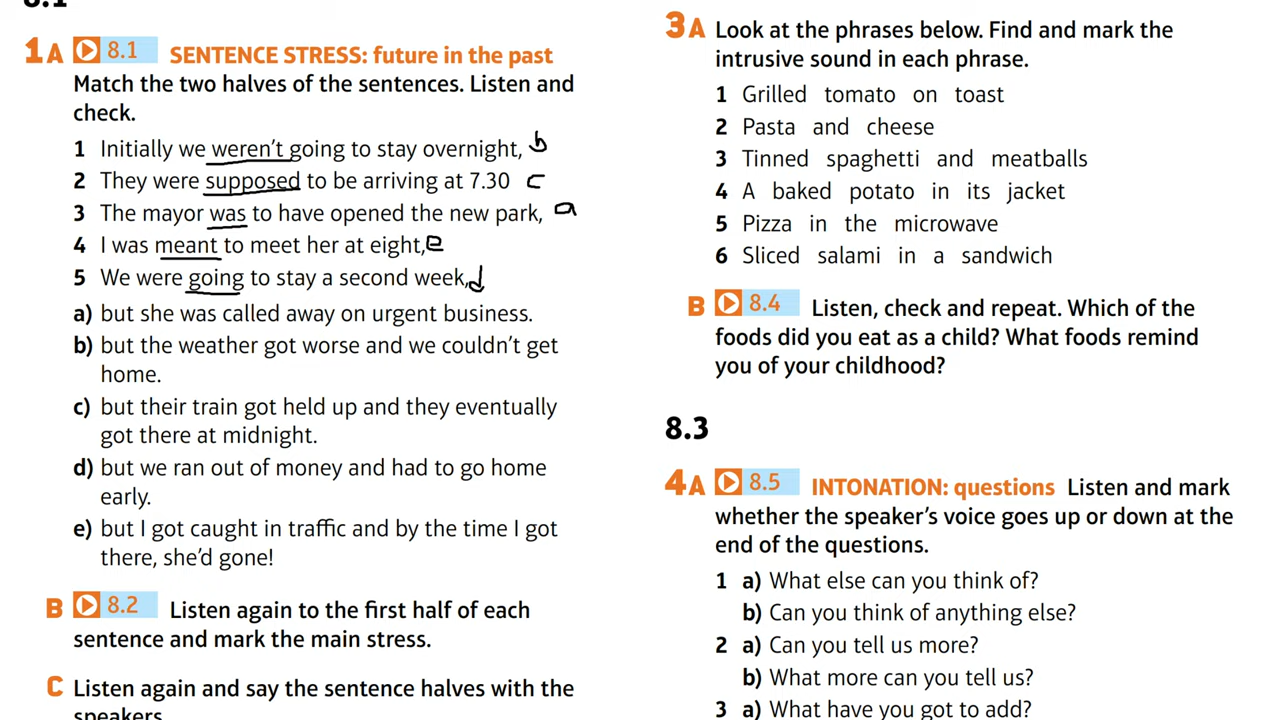 8.1
1A 8.1 SENTENCE STRESS: future in the past
Match the two halves of the sentences. Listen and
check.
1 Initially we weren't going to stay overnight, b
2 They were supposed to be arriving at 7.30 c
3 The mayor was to have opened the new park, a
4 I was meant to meet her at eight, e
5 We were going to stay a second week, d
a) but she was called away on urgent business.
b) but the weather got worse and we couldn't get
home.
c) but their train got held up and they eventually
got there at midnight.
d) but we ran out of money and had to go home
early.
e) but I got caught in traffic and by the time I got
there, she'd gone!
B 8.2 Listen again to the first half of each
sentence and mark the main stress.
C Listen again and say the sentence halves with the
speakers.
3A Look at the phrases below. Find and mark the
intrusive sound in each phrase.
1 Grilled tomato on toast
2 Pasta and cheese
3 Tinned spaghetti and meatballs
4 A baked potato in its jacket
5 Pizza in the microwave
6 Sliced salami in a sandwich
B 8.4 Listen, check and repeat. Which of the
foods did you eat as a child? What foods remind
you of your childhood?
8.3
4A 8.5 INTONATION: questions Listen and mark
whether the speaker's voice goes up or down at the
end of the questions.
1 a) What else can you think of?
b) Can you think of anything else?
2 a) Can you tell us more?
b) What more can you tell us?
3 a) What have you got to add?